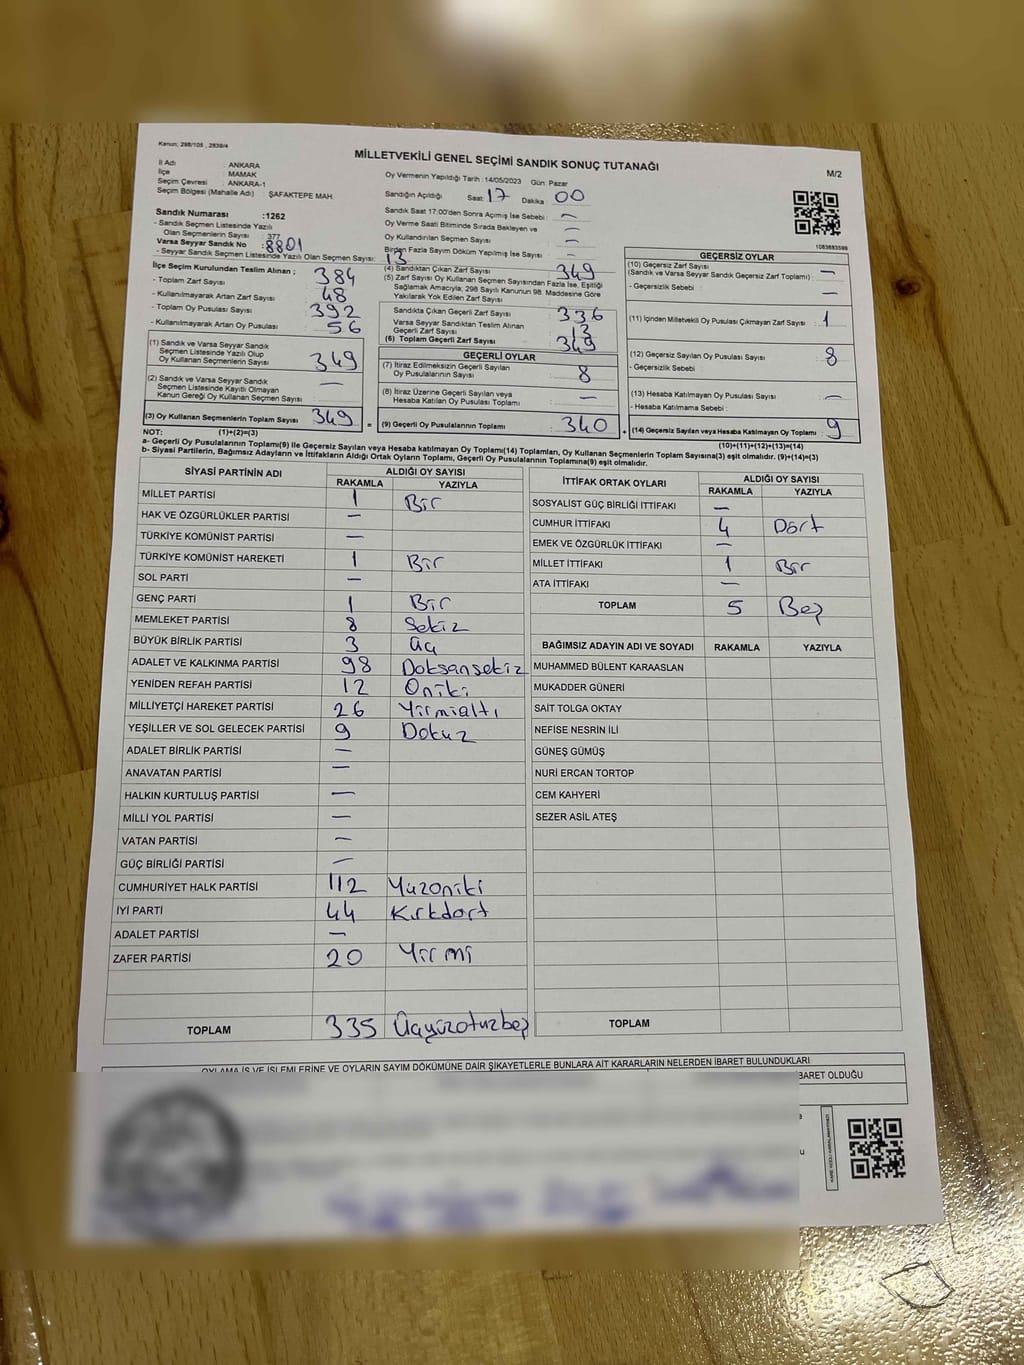 Kanun; 298/105 , 2839/4
MİLLETVEKİLİ GENEL SEÇİMİ SANDIK SONUÇ TUTANAĞI
M/2
İl Adı : ANKARA
İlçe : MAMAK
Seçim Çevresi : ANKARA-1
Seçim Bölgesi (Mahalle Adı) : ŞAFAKTEPE MAH.
Oy Vermenin Yapıldığı Tarih : 14/05/2023 Gün: Pazar
Sandığın Açıldığı Saat: 17 Dakika 00
Sandık Saat 17.00'den Sonra Açılmış İse Sebebi : –
Oy Verme Saati Bitiminde Sırada Bekleyen ve
Oy Kullandırılan Seçmen Sayısı : –
Birden Fazla Sayım Döküm Yapılmış İse Sayısı : –
Sandık Numarası :1262
- Sandık Seçmen Listesinde Yazılı
Olan Seçmenlerin Sayısı : 377
Varsa Seyyar Sandık No : 8801
- Seyyar Sandık Seçmen Listesinde Yazılı Olan Seçmen Sayısı: 13
İlçe Seçim Kurulundan Teslim Alınan ;
- Toplam Zarf Sayısı : 384
- Kullanılmayarak Artan Zarf Sayısı : 48
- Toplam Oy Pusulası Sayısı : 392
- Kullanılmayarak Artan Oy Pusulası : 56
(1) Sandık ve Varsa Seyyar Sandık
Seçmen Listesinde Yazılı Olup
Oy Kullanan Seçmenlerin Sayısı : 349
(2) Sandık ve Varsa Seyyar Sandık
Seçmen Listesinde Kayıtlı Olmayan
Kanun Gereği Oy Kullanan Seçmen Sayısı : –
(3) Oy Kullanan Seçmenlerin Toplam Sayısı : 349
(4) Sandıktan Çıkan Zarf Sayısı : 349
(5) Zarf Sayısı Oy Kullanan Seçmen Sayısından Fazla İse, Eşitliği
Sağlamak Amacıyla; 298 Sayılı Kanunun 98. Maddesine Göre
Yakılarak Yok Edilen Zarf Sayısı : –
Sandıkta Çıkan Geçerli Zarf Sayısı : 336
Varsa Seyyar Sandıktan Teslim Alınan
Geçerli Zarf Sayısı : 13
(6) Toplam Geçerli Zarf Sayısı : 349
GEÇERLİ OYLAR
(7) İtiraz Edilmeksizin Geçerli Sayılan
Oy Pusulalarının Sayısı : 8
(8) İtiraz Üzerine Geçerli Sayılan veya
Hesaba Katılan Oy Pusulası Toplamı : –
= (9) Geçerli Oy Pusulalarının Toplamı : 340
1083683599
GEÇERSİZ OYLAR
(10) Geçersiz Zarf Sayısı
(Sandık ve Varsa Seyyar Sandık Geçersiz Zarf Toplamı) : –
- Geçersizlik Sebebi : –
(11) İçinden Milletvekili Oy Pusulası Çıkmayan Zarf Sayısı : 1
(12) Geçersiz Sayılan Oy Pusulası Sayısı : 8
- Geçersizlik Sebebi :
(13) Hesaba Katılmayan Oy Pusulası Sayısı : –
- Hesaba Katılmama Sebebi :
+ (14) Geçersiz Sayılan veya Hesaba Katılmayan Oy Toplamı : 9
NOT: (1)+(2)=(3) (10)+(11)+(12)+(13)=(14)
a- Geçerli Oy Pusulalarının Toplamı(9) ile Geçersiz Sayılan veya Hesaba katılmayan Oy Toplamı(14) Toplamları, Oy Kullanan Seçmenlerin Toplam Sayısına(3) eşit olmalıdır. (9)+(14)=(3)
b- Siyasi Partilerin, Bağımsız Adayların ve İttifakların Aldığı Ortak Oyların Toplamı, Geçerli Oy Pusulalarının Toplamına(9) eşit olmalıdır.
SİYASİ PARTİNİN ADI ALDIĞI OY SAYISI
RAKAMLA YAZIYLA
MİLLET PARTİSİ 1 Bir
HAK VE ÖZGÜRLÜKLER PARTİSİ –
TÜRKİYE KOMÜNİST PARTİSİ –
TÜRKİYE KOMÜNİST HAREKETİ 1 Bir
SOL PARTİ –
GENÇ PARTİ 1 Bir
MEMLEKET PARTİSİ 8 Sekiz
BÜYÜK BİRLİK PARTİSİ 3 Üç
ADALET VE KALKINMA PARTİSİ 98 Doksansekiz
YENİDEN REFAH PARTİSİ 12 Oniki
MİLLİYETÇİ HAREKET PARTİSİ 26 Yirmialtı
YEŞİLLER VE SOL GELECEK PARTİSİ 9 Dokuz
ADALET BİRLİK PARTİSİ –
ANAVATAN PARTİSİ –
HALKIN KURTULUŞ PARTİSİ –
MİLLİ YOL PARTİSİ –
VATAN PARTİSİ –
GÜÇ BİRLİĞİ PARTİSİ –
CUMHURİYET HALK PARTİSİ 112 Yüzoniki
İYİ PARTİ 44 Kırkdört
ADALET PARTİSİ –
ZAFER PARTİSİ 20 Yirmi
TOPLAM 335 Üçyüzotuzbeş
İTTİFAK ORTAK OYLARI ALDIĞI OY SAYISI
RAKAMLA YAZIYLA
SOSYALİST GÜÇ BİRLİĞİ İTTİFAKI –
CUMHUR İTTİFAKI 4 Dört
EMEK VE ÖZGÜRLÜK İTTİFAKI –
MİLLET İTTİFAKI 1 Bir
ATA İTTİFAKI –
TOPLAM 5 Beş
BAĞIMSIZ ADAYIN ADI VE SOYADI RAKAMLA YAZIYLA
MUHAMMED BÜLENT KARAASLAN
MUKADDER GÜNERİ
SAİT TOLGA OKTAY
NEFİSE NESRİN İLİ
GÜNEŞ GÜMÜŞ
NURİ ERCAN TORTOP
CEM KAHYERİ
SEZER ASİL ATEŞ
TOPLAM
OYLAMA İŞ VE İŞLEMLERİNE VE OYLARIN SAYIM DÖKÜMÜNE DAİR ŞİKAYETLERLE BUNLARA AİT KARARLARIN NELERDEN İBARET BULUNDUKLARI
İBARET OLDUĞU